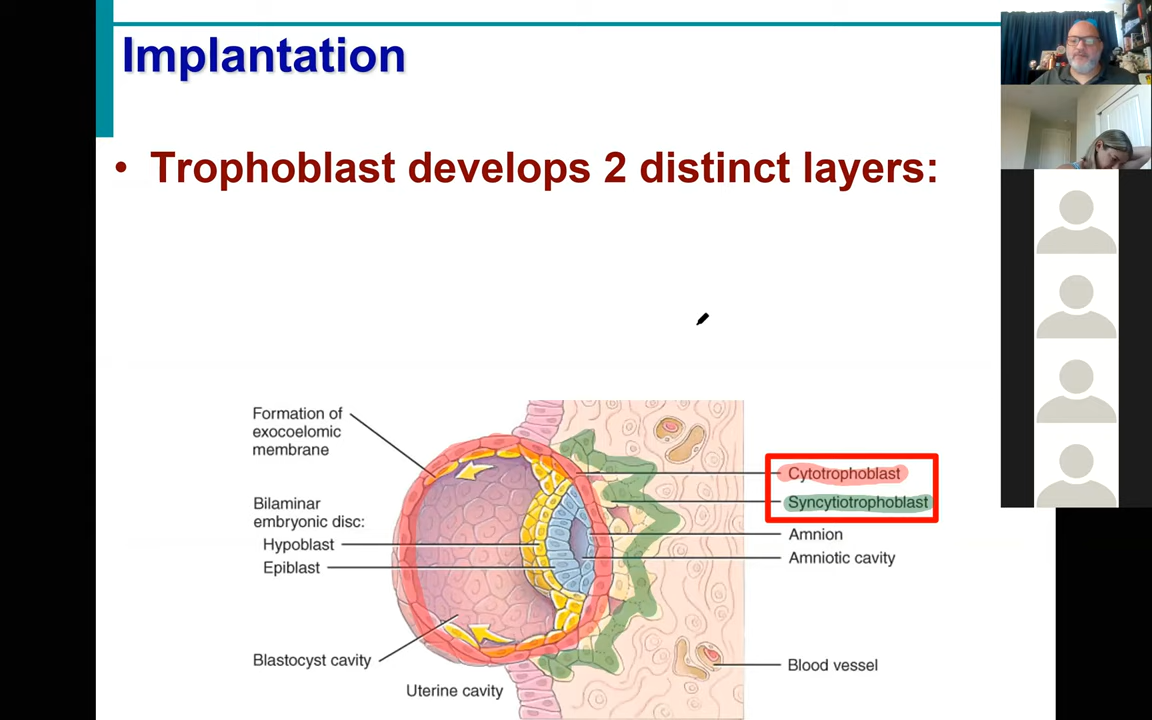 Implantation
• Trophoblast develops 2 distinct layers:
Formation of
exocoelomic
membrane
Bilaminar
embryonic disc:
Hypoblast
Epiblast
Blastocyst cavity
Uterine cavity
Cytotrophoblast
Syncytiotrophoblast
Amnion
Amniotic cavity
Blood vessel